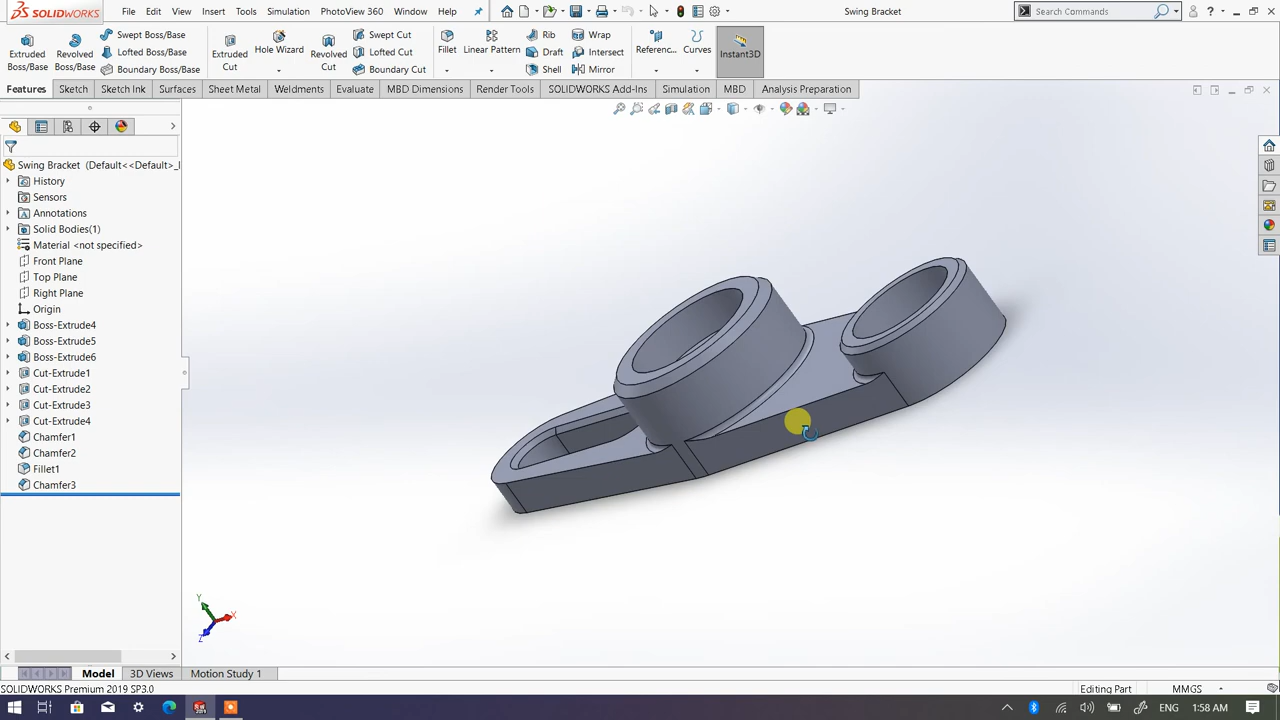 SOLIDWORKS
File
Edit
View
Insert
Tools
Simulation
PhotoView 360
Window
Help
Swing Bracket
Search Commands
Extruded
Boss/Base
Revolved
Boss/Base
Swept Boss/Base
Lofted Boss/Base
Boundary Boss/Base
Extruded
Cut
Hole Wizard
Revolved
Cut
Swept Cut
Lofted Cut
Boundary Cut
Fillet
Linear Pattern
Rib
Draft
Shell
Wrap
Intersect
Mirror
Referenc...
Curves
Instant3D
Features
Sketch
Sketch Ink
Surfaces
Sheet Metal
Weldments
Evaluate
MBD Dimensions
Render Tools
SOLIDWORKS Add-Ins
Simulation
MBD
Analysis Preparation
Swing Bracket (Default<<Default>_
History
Sensors
Annotations
Solid Bodies(1)
Material <not specified>
Front Plane
Top Plane
Right Plane
Origin
Boss-Extrude4
Boss-Extrude5
Boss-Extrude6
Cut-Extrude1
Cut-Extrude2
Cut-Extrude3
Cut-Extrude4
Chamfer1
Chamfer2
Fillet1
Chamfer3
Y
X
Z
Model
3D Views
Motion Study 1
SOLIDWORKS Premium 2019 SP3.0
Editing Part
MMGS
ENG
1:58 AM